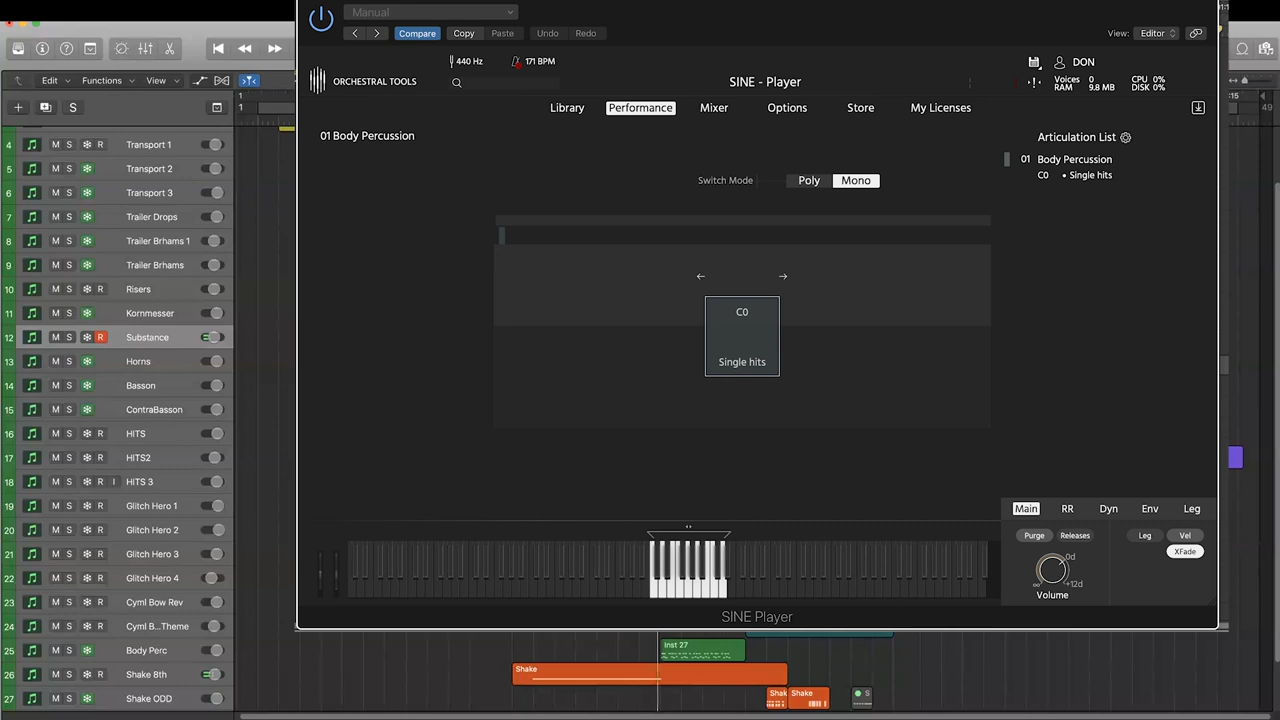 Manual
Compare Copy Paste Undo Redo View: Editor
440 Hz 171 BPM DON
ORCHESTRAL TOOLS SINE - Player Voices 0 CPU 0%
RAM 9.8 MB DISK 0%
Library Performance Mixer Options Store My Licenses
01 Body Percussion Articulation List
01 Body Percussion
C0 • Single hits
Switch Mode Poly Mono
C0
Single hits
Main RR Dyn Env Leg
Purge Releases Leg Vel
XFade
0d
∞ +12d
Volume
SINE Player
Edit Functions View
S
1
1
15
49
4 M S R Transport 1
5 M S Transport 2
6 M S Transport 3
7 M S Trailer Drops
8 M S Trailer Brhams 1
9 M S Trailer Brhams
10 M S R Risers
11 M S Kornmesser
12 M S R Substance
13 M S Horns
14 M S Basson
15 M S ContraBasson
16 M S R HITS
17 M S R HITS2
18 M S R I HITS 3
19 M S R Glitch Hero 1
20 M S R Glitch Hero 2
21 M S R Glitch Hero 3
22 M S R Glitch Hero 4
23 M S R Cyml Bow Rev
24 M S R Cyml B...Theme
25 M S Body Perc
26 M S R Shake Bth
27 M S Shake ODD
Inst 27
Shake
Shak Shake S